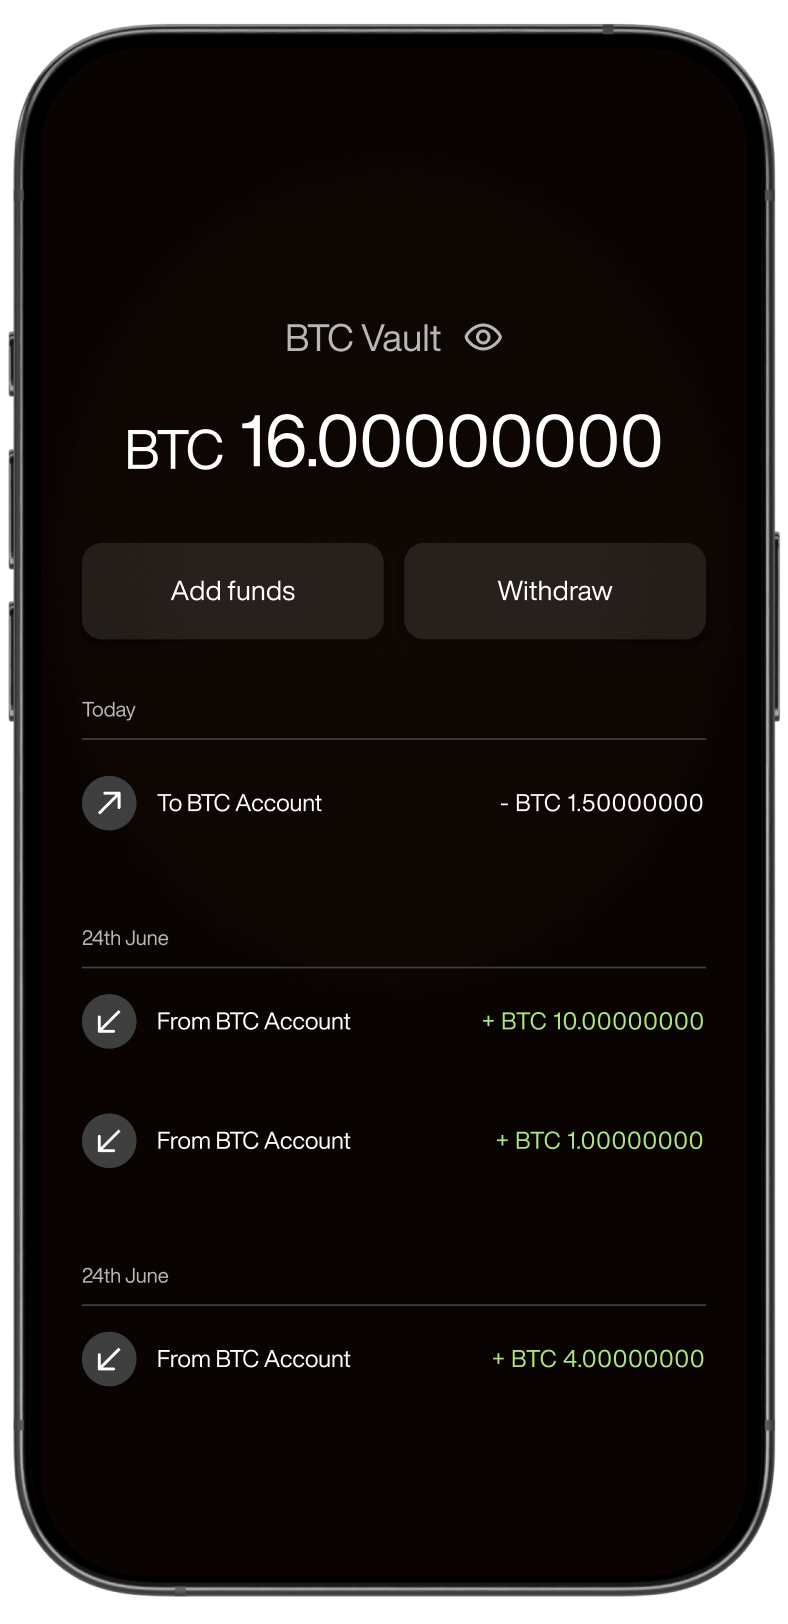 BTC Vault
BTC 16.00000000
Add funds
Withdraw
Today
To BTC Account - BTC 1.50000000
24th June
From BTC Account + BTC 10.00000000
From BTC Account + BTC 1.00000000
24th June
From BTC Account + BTC 4.00000000